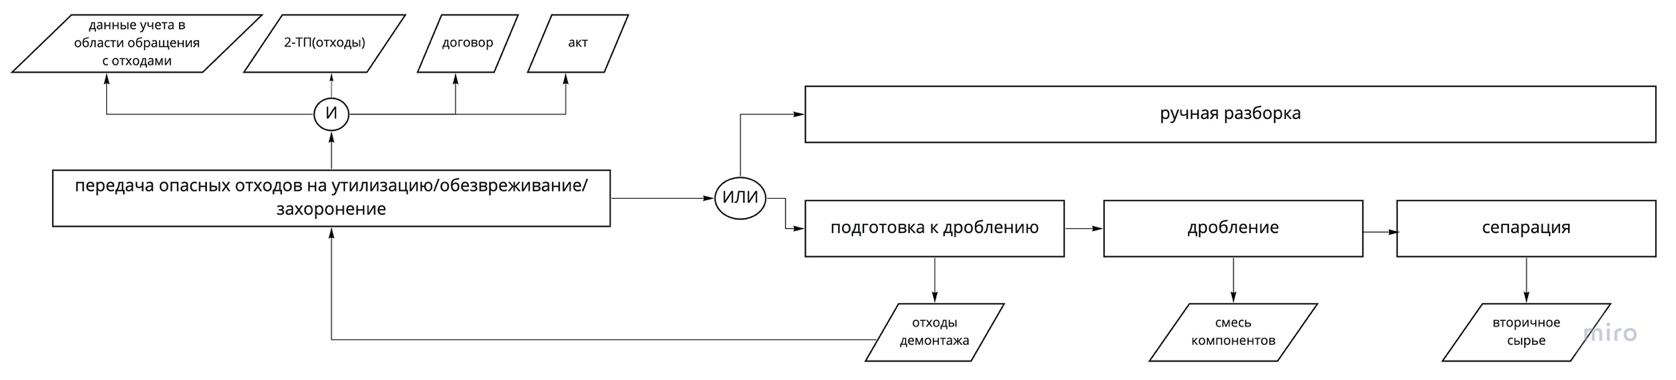 данные учета в
области обращения
с отходами
2-ТП(отходы)
договор
акт
И
ручная разборка
передача опасных отходов на утилизацию/обезвреживание/
захоронение
ИЛИ
подготовка к дроблению
дробление
сепарация
отходы
демонтажа
смесь
компонентов
вторичное
сырье
miro